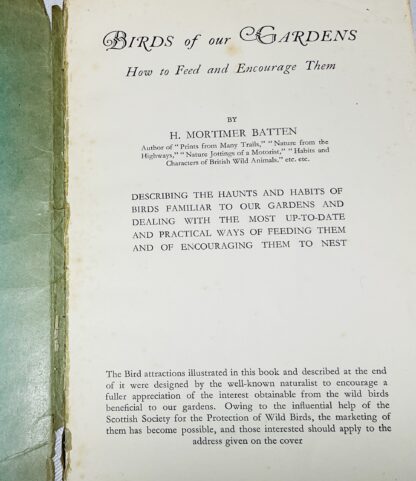 BIRDS of our GARDENS
How to Feed and Encourage Them
BY
H. MORTIMER BATTEN
Author of "Prints from Many Trails," "Nature from the
Highways," "Nature Jottings of a Motorist," "Habits and
Characters of British Wild Animals." etc. etc.
DESCRIBING THE HAUNTS AND HABITS OF
BIRDS FAMILIAR TO OUR GARDENS AND
DEALING WITH THE MOST UP-TO-DATE
AND PRACTICAL WAYS OF FEEDING THEM
AND OF ENCOURAGING THEM TO NEST
The Bird attractions illustrated in this book and described at the end
of it were designed by the well-known naturalist to encourage a
fuller appreciation of the interest obtainable from the wild birds
beneficial to our gardens. Owing to the influential help of the
Scottish Society for the Protection of Wild Birds, the marketing of
them has become possible, and those interested should apply to the
address given on the cover